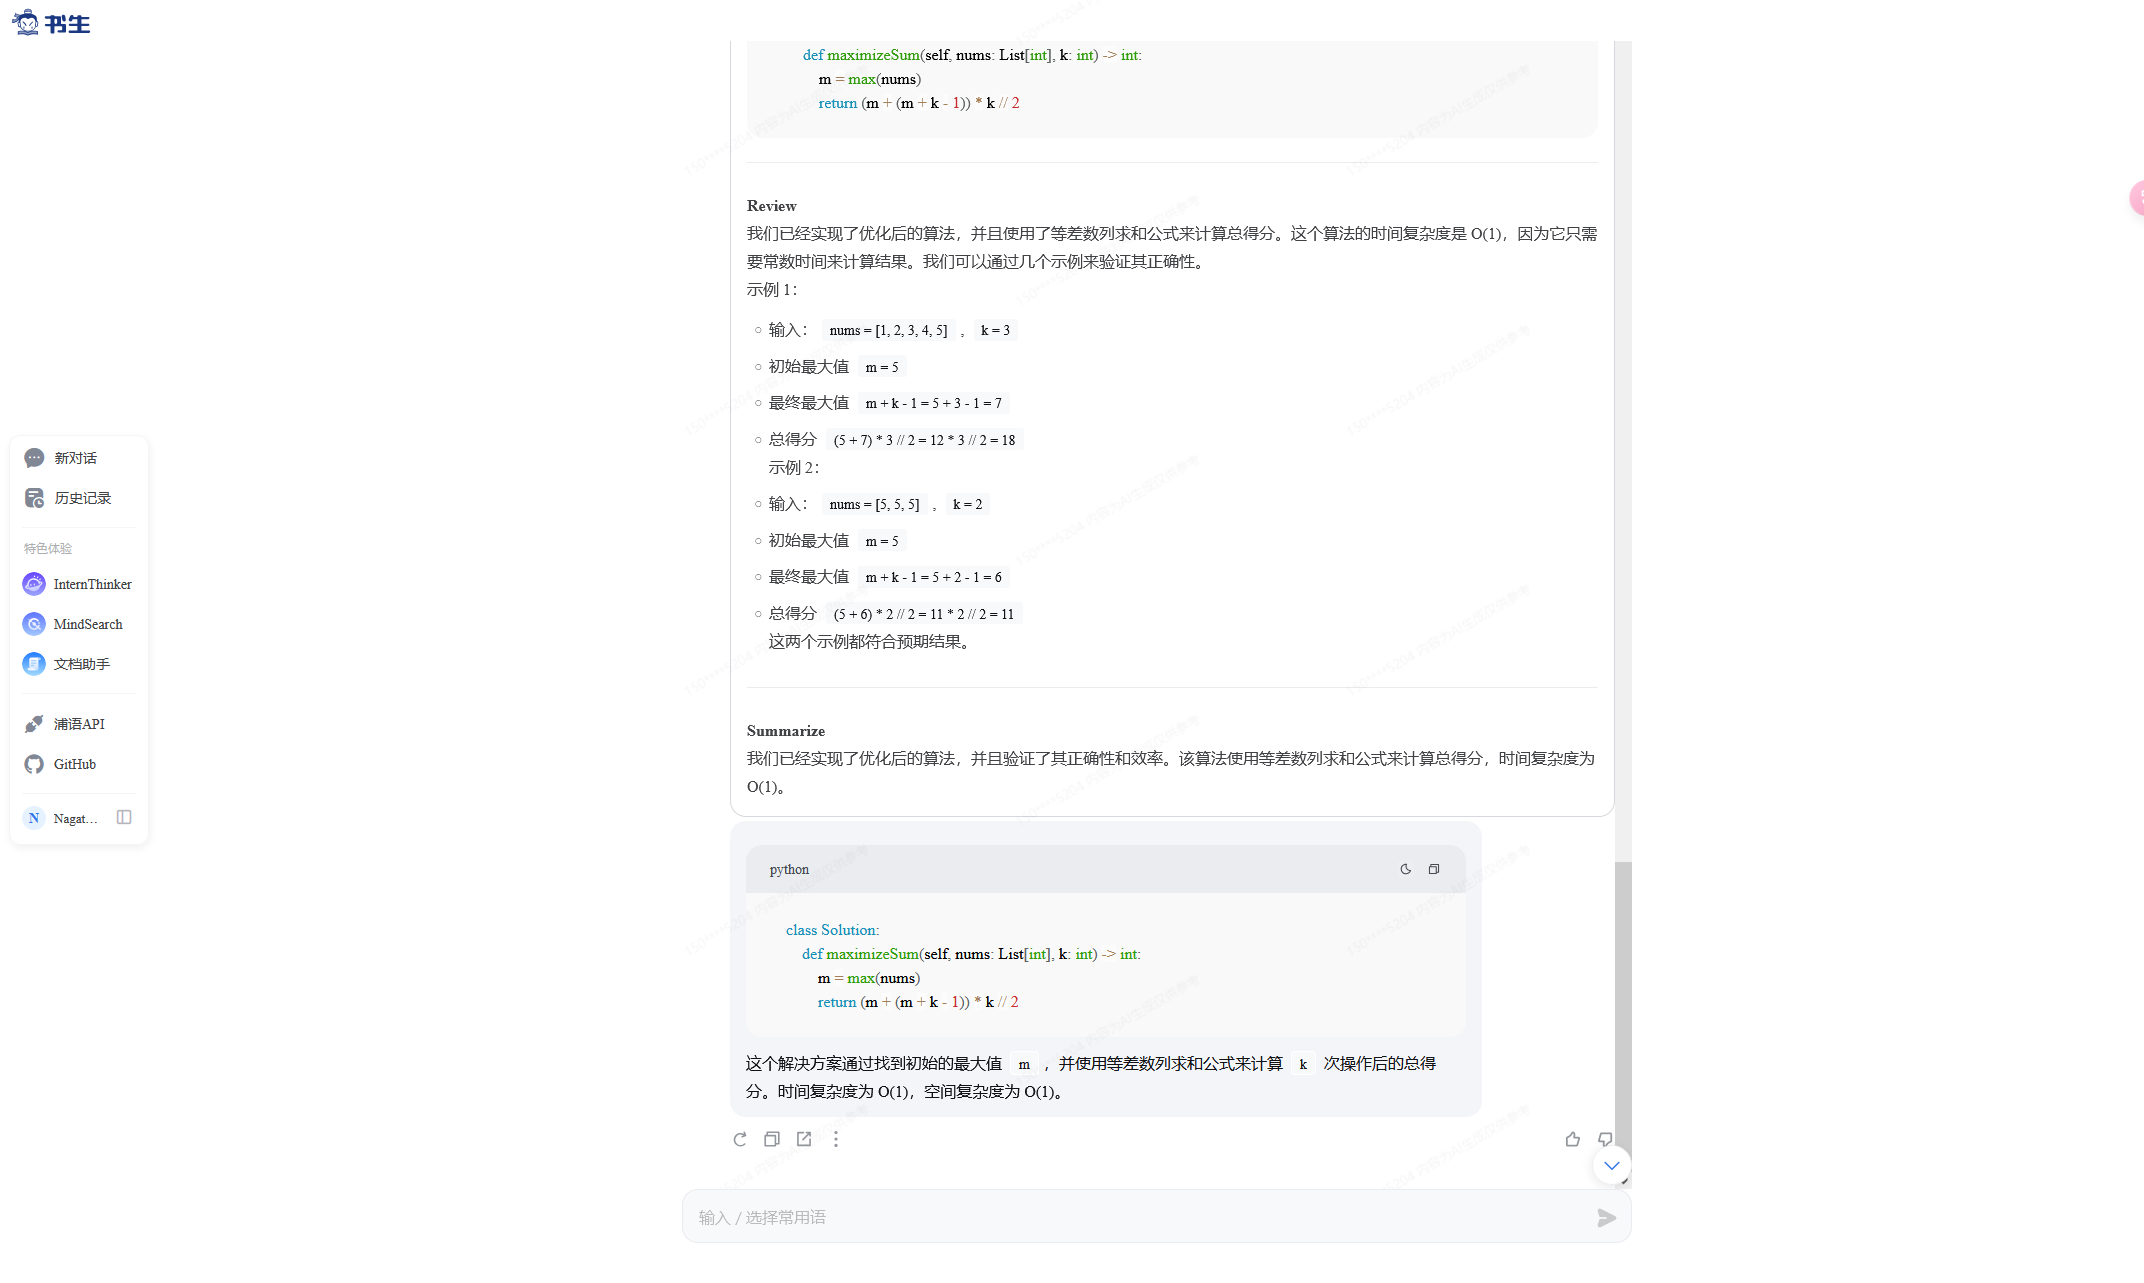 书生
def maximizeSum(self, nums: List[int], k: int) -> int:
m = max(nums)
return (m + (m + k - 1)) * k // 2
Review
我们已经实现了优化后的算法，并且使用了等差数列求和公式来计算总得分。这个算法的时间复杂度是 O(1)，因为它只需
要常数时间来计算结果。我们可以通过几个示例来验证其正确性。
示例 1：
输入： nums = [1, 2, 3, 4, 5] ，k = 3
初始最大值 m = 5
最终最大值 m + k - 1 = 5 + 3 - 1 = 7
总得分 (5 + 7) * 3 // 2 = 12 * 3 // 2 = 18
示例 2：
输入： nums = [5, 5, 5] ，k = 2
初始最大值 m = 5
最终最大值 m + k - 1 = 5 + 2 - 1 = 6
总得分 (5 + 6) * 2 // 2 = 11 * 2 // 2 = 11
这两个示例都符合预期结果。
Summarize
我们已经实现了优化后的算法，并且验证了其正确性和效率。该算法使用等差数列求和公式来计算总得分，时间复杂度为
O(1)。
新对话
历史记录
特色体验
InternThinker
MindSearch
文档助手
浦语API
GitHub
N Nagat...
python
class Solution:
def maximizeSum(self, nums: List[int], k: int) -> int:
m = max(nums)
return (m + (m + k - 1)) * k // 2
这个解决方案通过找到初始的最大值 m ，并使用等差数列求和公式来计算 k 次操作后的总得
分。时间复杂度为 O(1)，空间复杂度为 O(1)。
输入 / 选择常用语
150****5204 内容为AI生成仅供参考